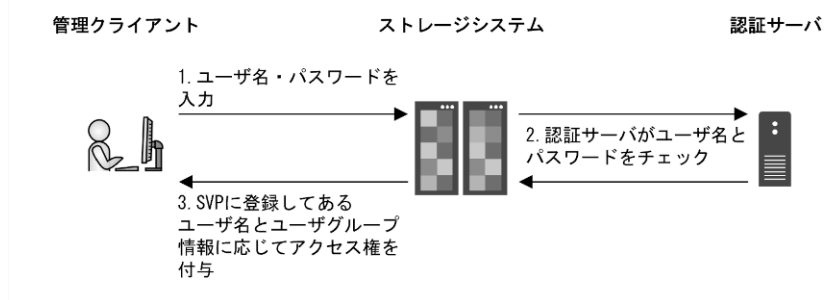 管理クライアント
ストレージシステム
認証サーバ
1. ユーザ名・パスワードを
入力
2. 認証サーバがユーザ名と
パスワードをチェック
3. SVPに登録してある
ユーザ名とユーザグループ
情報に応じてアクセス権を
付与